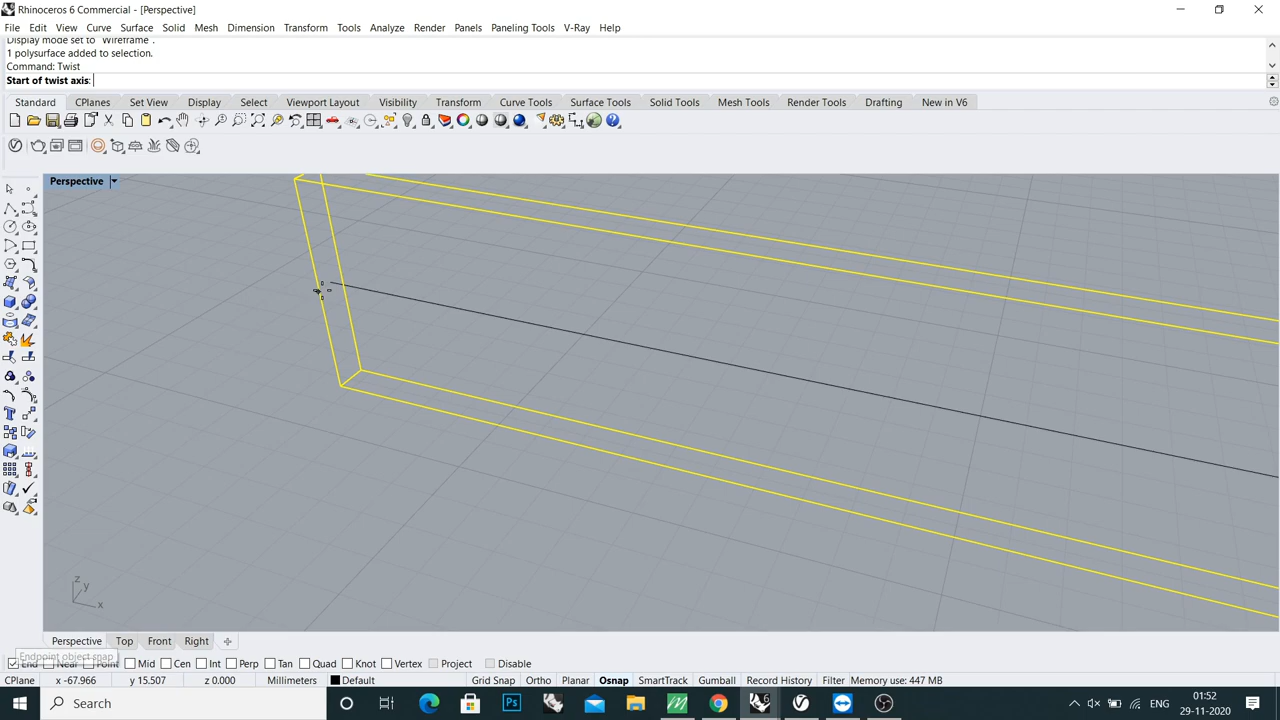 Rhinoceros 6 Commercial - [Perspective]
File Edit View Curve Surface Solid Mesh Dimension Transform Tools Analyze Render Panels Paneling Tools V-Ray Help
Display mode set to "Wireframe".
1 polysurface added to selection.
Command: Twist
Start of twist axis:
Standard CPlanes Set View Display Select Viewport Layout Visibility Transform Curve Tools Surface Tools Solid Tools Mesh Tools Render Tools Drafting New in V6
Perspective
z
y
x
Perspective Top Front Right
Endpoint object snap
End Near Point Mid Cen Int Perp Tan Quad Knot Vertex Project Disable
CPlane x -67.966 y 15.507 z 0.000 Millimeters Default Grid Snap Ortho Planar Osnap SmartTrack Gumball Record History Filter Memory use: 447 MB
Search
Ps
6
ENG
01:52
29-11-2020